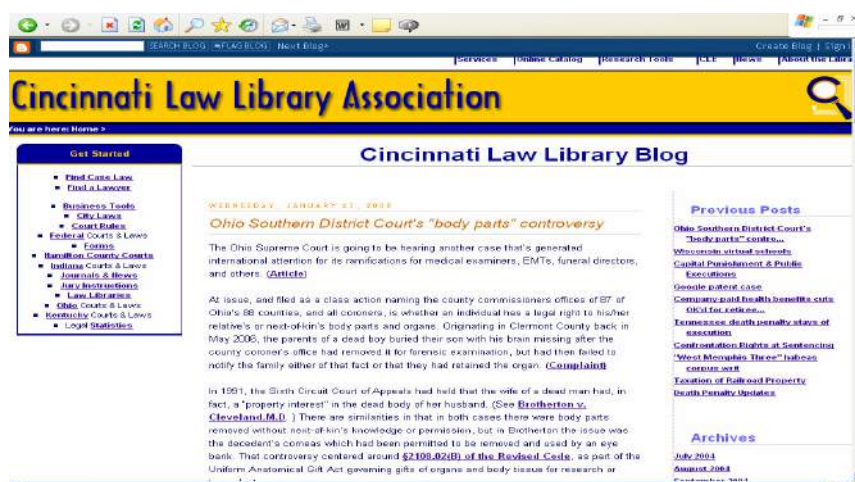 SEARCH BLOG FLAG BLOG Next Blog»
Create Blog | Sign
Services Online Catalog Research Tools CLE News About the Libra
Cincinnati Law Library Association
You are here: Home >
Get Started
Find Case Law
Find a Lawyer
Business Tools
City Laws
Court Rules
Federal Courts & Laws
Forms
Hamilton County Courts
Indiana Courts & Laws
Journals & News
Jury Instructions
Law Libraries
Ohio Courts & Laws
Kentucky Courts & Laws
Legal Statistics
Cincinnati Law Library Blog
WEDNESDAY, JANUARY
Ohio Southern District Court's "body parts" controversy
The Ohio Supreme Court is going to be hearing another case that's generated
international attention for its ramifications for medical examiners, EMTs, funeral directors,
and others. (Article)
At issue, and filed as a class action naming the county commissioners offices of 87 of
Ohio's 88 counties, and all coroners, is whether an individual has a legal right to his/her
relative's or next-of-kin's body parts and organs. Originating in Clermont County back in
May 2006, the parents of a dead boy buried their son with his brain missing after the
county coroner's office had removed it for forensic examination, but had then failed to
notify the family either of that fact or that they had retained the organ. (Complaint)
In 1991, the Sixth Circuit Court of Appeals had held that the wife of a dead man had, in
fact, a "property interest" in the dead body of her husband. (See Brotherton v.
Cleveland.M.D. ) There are similarities in that in both cases there were body parts
removed without next-of-kin's knowledge or permission, but in Brotherton the issue was
the decedent's corneas which had been permitted to be removed and used by an eye
bank. That controversy centered around §2108.02(B) of the Revised Code, as part of the
Uniform Anatomical Gift Act governing gifts of organs and body tissue for research or
Previous Posts
Ohio Southern District Court's
"body parts" contro...
Wisconsin virtual schools
Capital Punishment & Public
Executions
Google patent case
Company-paid health benefits cuts
OK'd for retiree...
Tennessee death penalty stays of
execution
Confrontation Rights at Sentencing
"West Memphis Three" habeas
corpus writ
Taxation of Railroad Property
Death Penalty Updates
Archives
July 2004
August 2004
September 2004